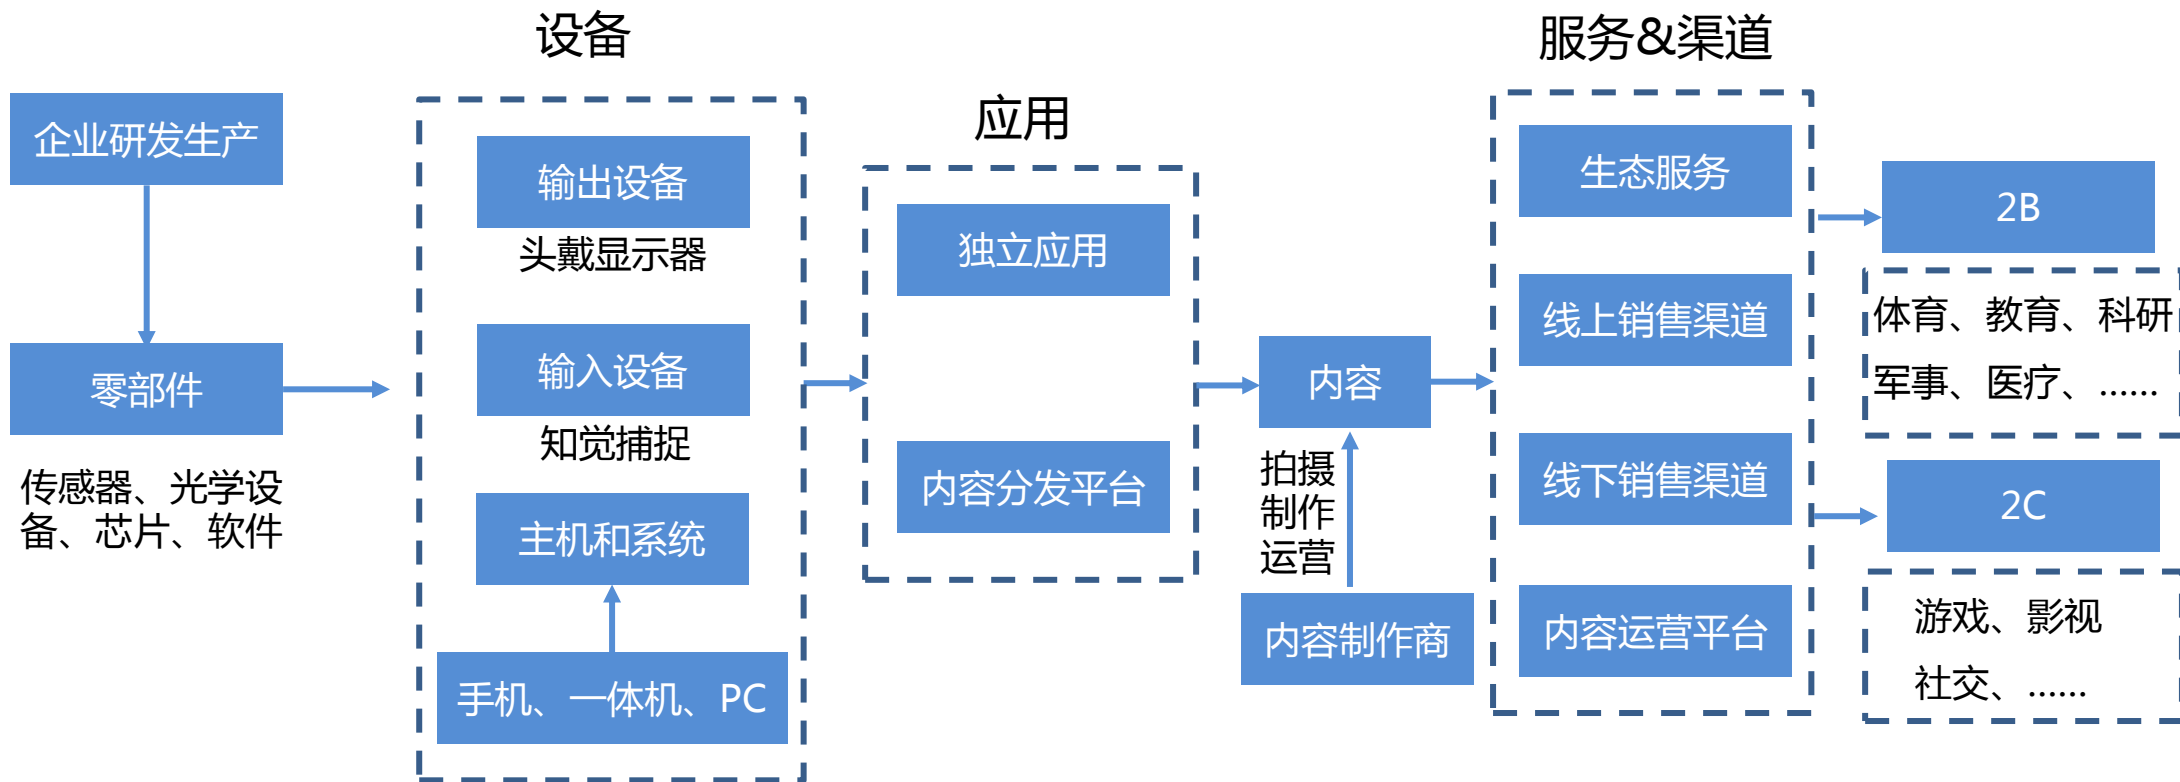 设备
服务&渠道
企业研发生产
应用
输出设备
头戴显示器
生态服务
2B
独立应用
体育、教育、科研
军事、医疗、......
线上销售渠道
零部件
输入设备
知觉捕捉
内容
传感器、光学设
备、芯片、软件
主机和系统
内容分发平台
拍摄
制作
运营
线下销售渠道
2C
手机、一体机、PC
内容制作商
内容运营平台
游戏、影视
社交、......